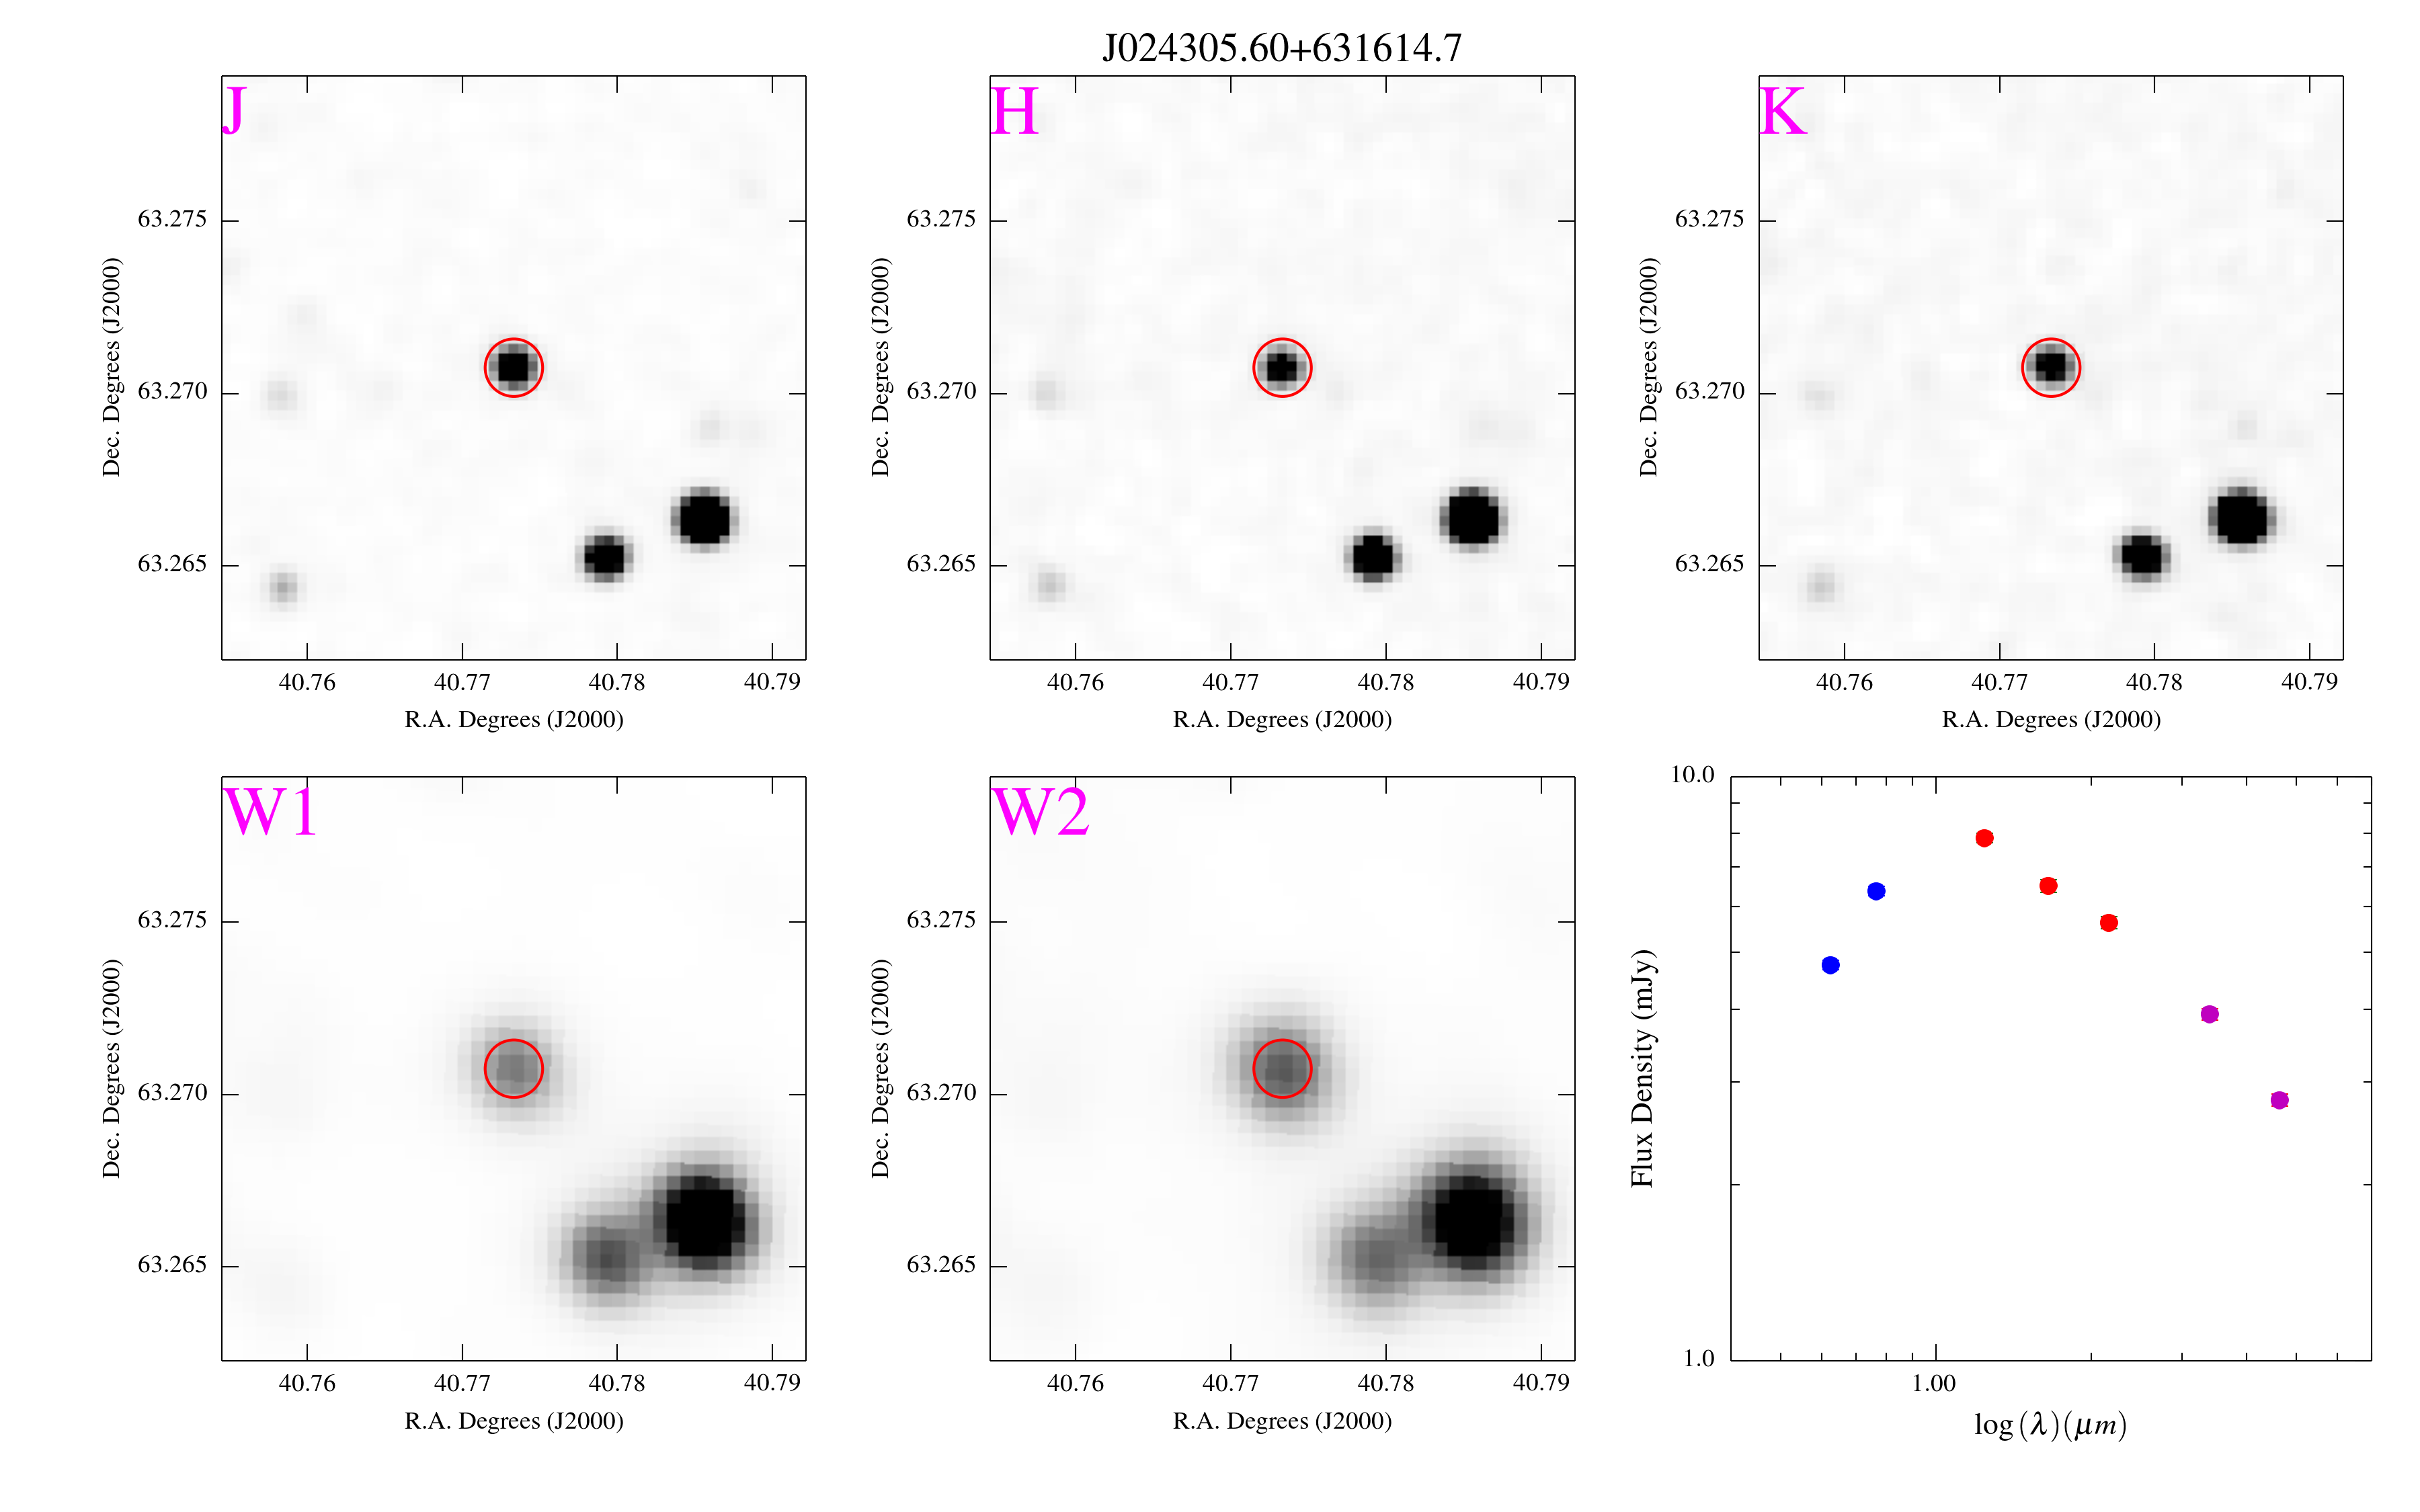 J024305.60+631614.7
J
H
K
63.275
63.270
63.265
Dec. Degrees (J2000)
40.76 40.77 40.78 40.79
R.A. Degrees (J2000)
63.275
63.270
63.265
Dec. Degrees (J2000)
40.76 40.77 40.78 40.79
R.A. Degrees (J2000)
63.275
63.270
63.265
Dec. Degrees (J2000)
40.76 40.77 40.78 40.79
R.A. Degrees (J2000)
W1
63.275
63.270
63.265
Dec. Degrees (J2000)
40.76 40.77 40.78 40.79
R.A. Degrees (J2000)
W2
63.275
63.270
63.265
Dec. Degrees (J2000)
40.76 40.77 40.78 40.79
R.A. Degrees (J2000)
10.0
1.0
Flux Density (mJy)
1.00
log(λ)(μm)